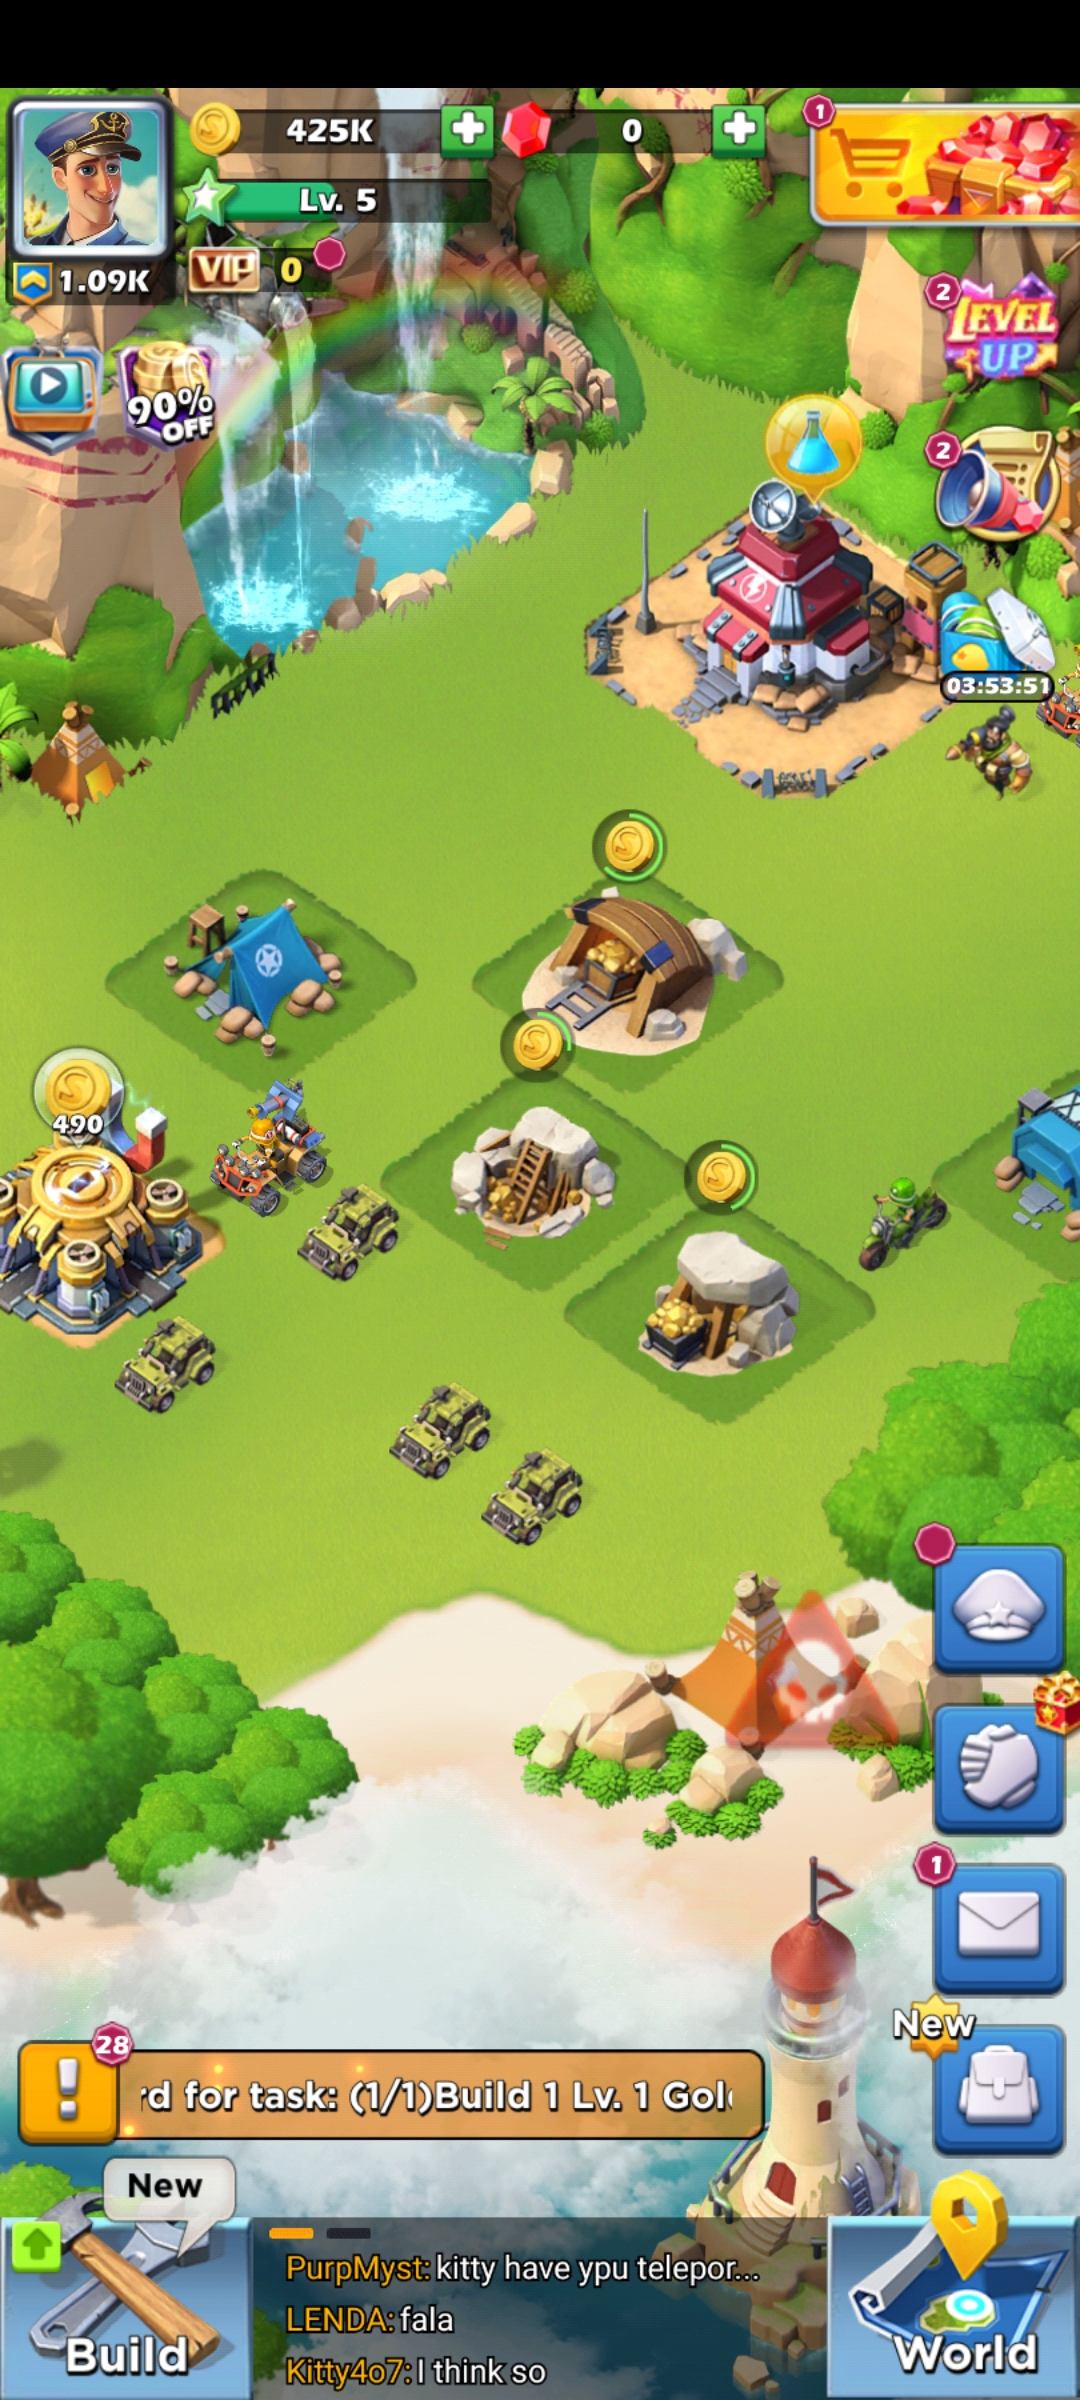 425K
0
1
Lv. 5
1.09K
VIP 0
2
LEVEL
UP
90%
OFF
2
03:53:51
490
1
New
28
rd for task: (1/1)Build 1 Lv. 1 Gol
New
PurpMyst: kitty have ypu telepor...
LENDA: fala
Kitty4o7: I think so
Build
World